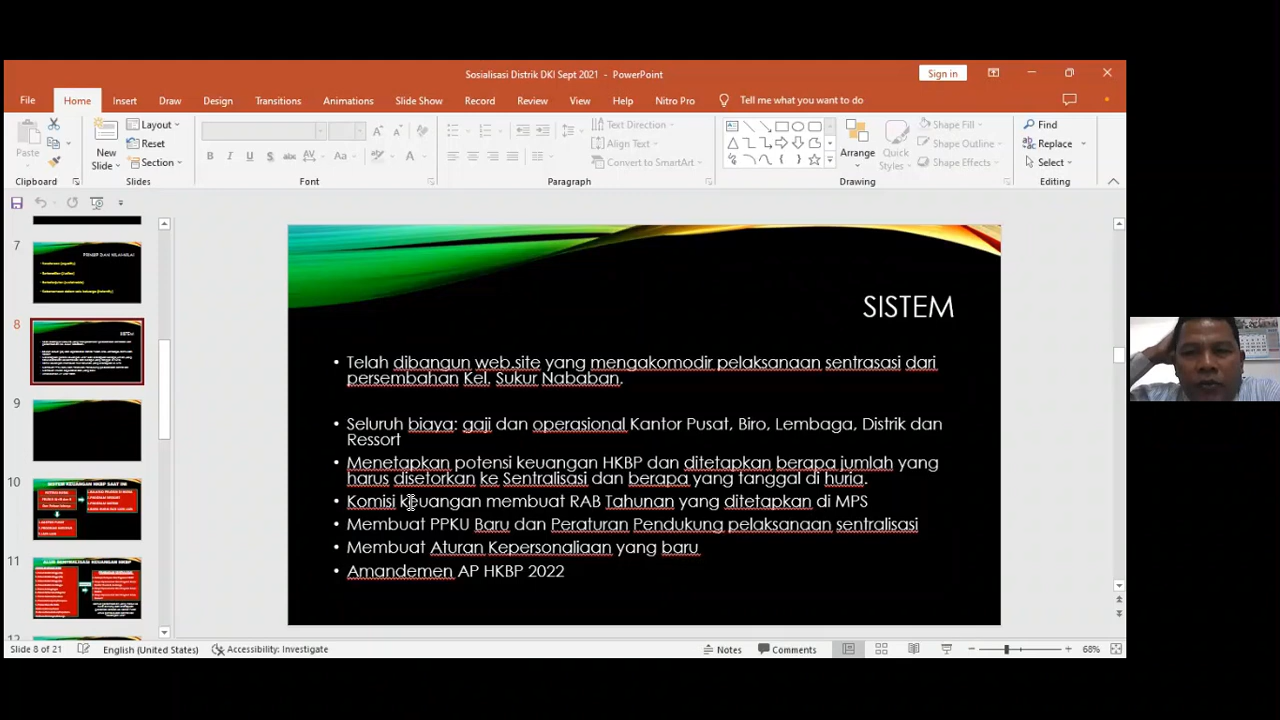 Sosialisasi Distrik DKI Sept 2021 - PowerPoint
Sign in
File Home Insert Draw Design Transitions Animations Slide Show Record Review View Help Nitro Pro Tell me what you want to do
Paste
New Slide
Layout
Reset
Section
Text Direction
Align Text
Convert to SmartArt
Arrange
Quick Styles
Shape Fill
Shape Outline
Shape Effects
Find
Replace
Select
Clipboard Slides Font Paragraph Drawing Editing
7
8
9
10
11
12
SISTEM
• Telah dibangun web.site yang mengakomodir pelaksanaan sentrasasi dari
persembahan Kel. Sukur Nababan.
• Seluruh biaya: gaji dan operasional Kantor Pusat, Biro, Lembaga, Distrik dan
Ressort
• Menetapkan potensi keuangan HKBP dan ditetapkan berapa jumlah yang
harus disetorkan ke Sentralisasi dan berapa yang tanggal di huria.
• Komisi keuangan membuat RAB Tahunan yang ditetapkan di MPS
• Membuat PPKU Baru dan Peraturan Pendukung pelaksanaan sentralisasi
• Membuat Aturan Kepersonaliaan yang baru
• Amandemen AP HKBP 2022
Slide 8 of 21 English (United States) Accessibility: Investigate Notes Comments 68%